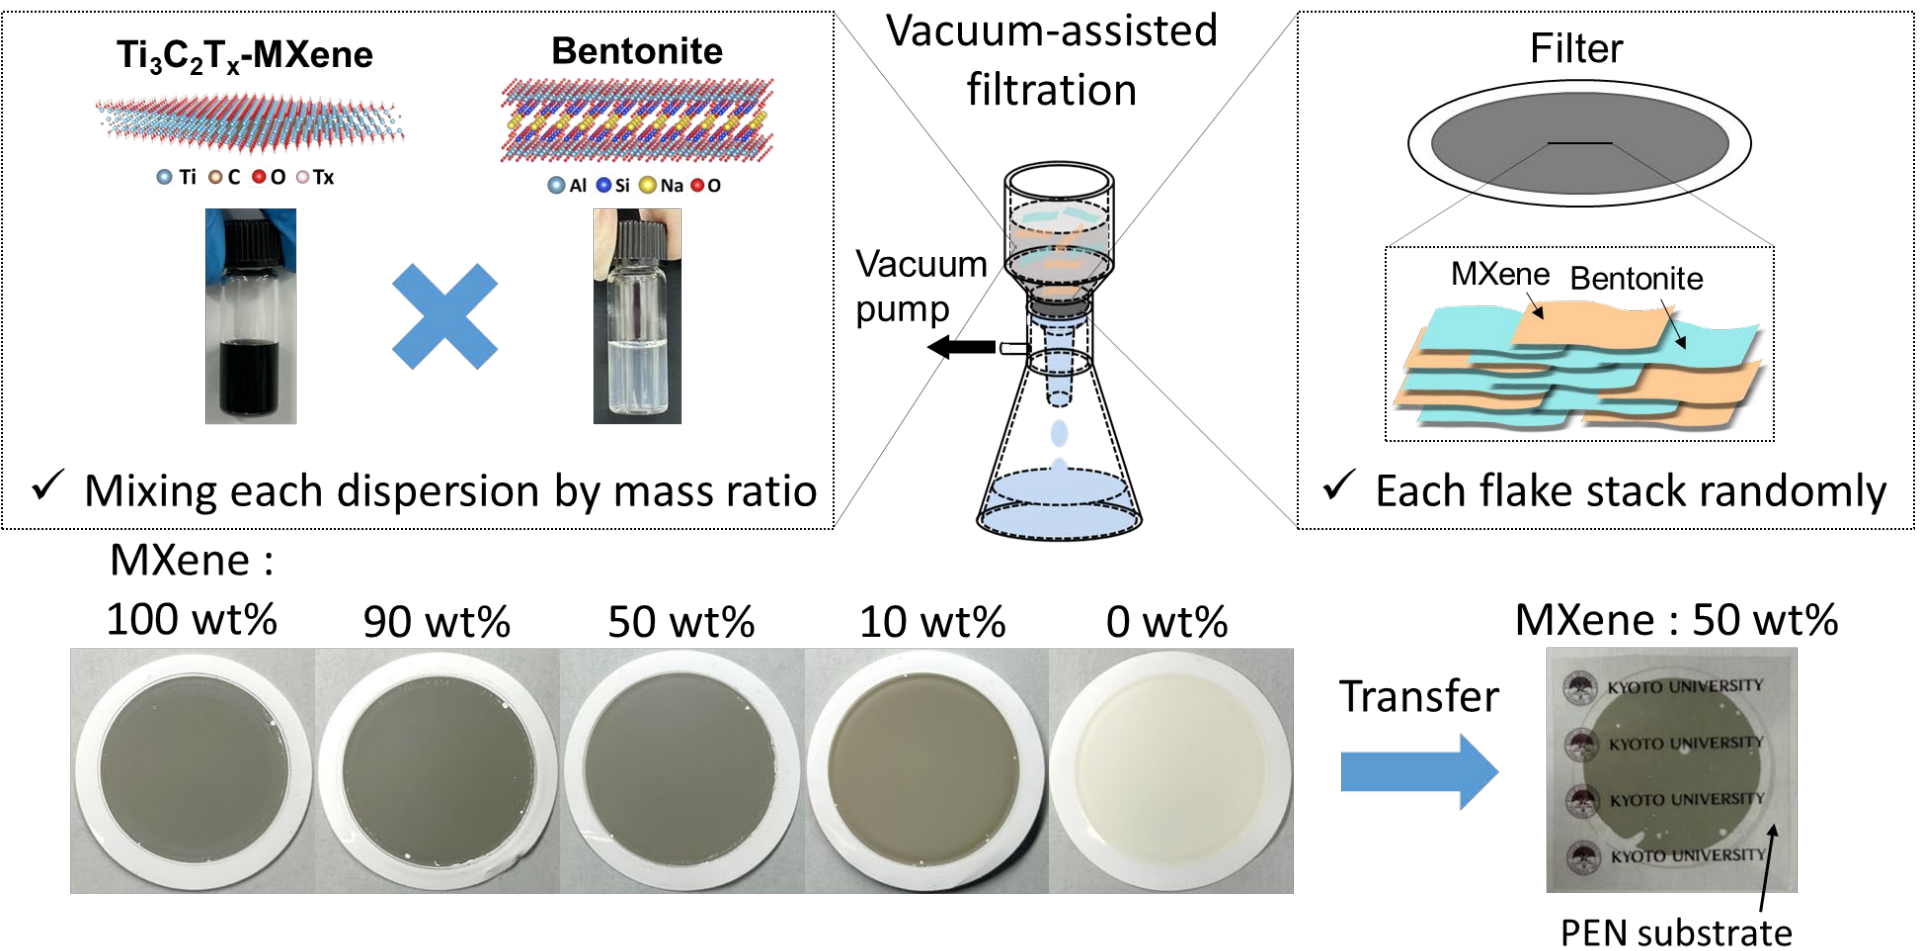 Ti₃C₂Tₓ-MXene
Bentonite
Ti C O Tx
Al Si Na O
✓ Mixing each dispersion by mass ratio
Vacuum-assisted
filtration
Vacuum
pump
Filter
MXene
Bentonite
✓ Each flake stack randomly
MXene :
100 wt%
90 wt%
50 wt%
10 wt%
0 wt%
Transfer
MXene : 50 wt%
KYOTO UNIVERSITY
KYOTO UNIVERSITY
KYOTO UNIVERSITY
KYOTO UNIVERSITY
PEN substrate